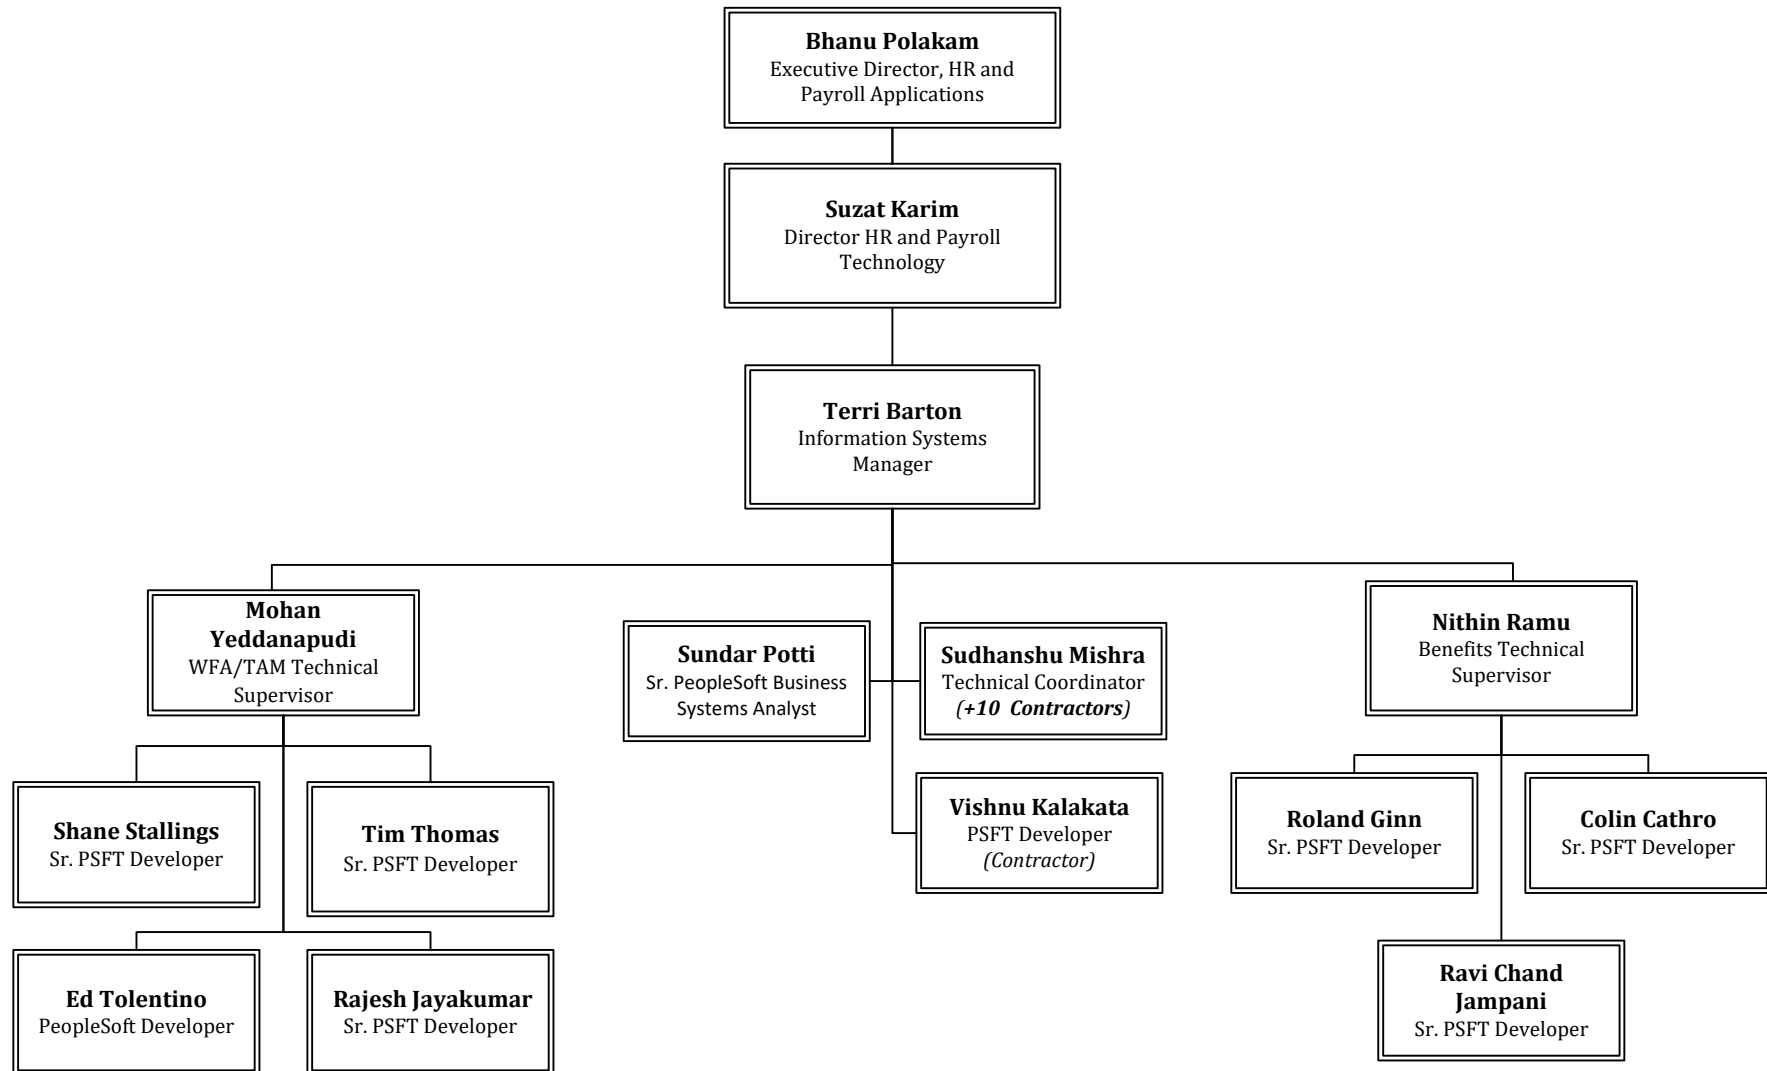 Bhanu Polakam
Executive Director, HR and
Payroll Applications
Suzat Karim
Director HR and Payroll
Technology
Terri Barton
Information Systems
Manager
Mohan
Yeddanapudi
WFA/TAM Technical
Supervisor
Sundar Potti
Sr. PeopleSoft Business
Systems Analyst
Sudhanshu Mishra
Technical Coordinator
(+10 Contractors)
Nithin Ramu
Benefits Technical
Supervisor
Shane Stallings
Sr. PSFT Developer
Tim Thomas
Sr. PSFT Developer
Vishnu Kalakata
PSFT Developer
(Contractor)
Roland Ginn
Sr. PSFT Developer
Colin Cathro
Sr. PSFT Developer
Ed Tolentino
PeopleSoft Developer
Rajesh Jayakumar
Sr. PSFT Developer
Ravi Chand
Jampani
Sr. PSFT Developer